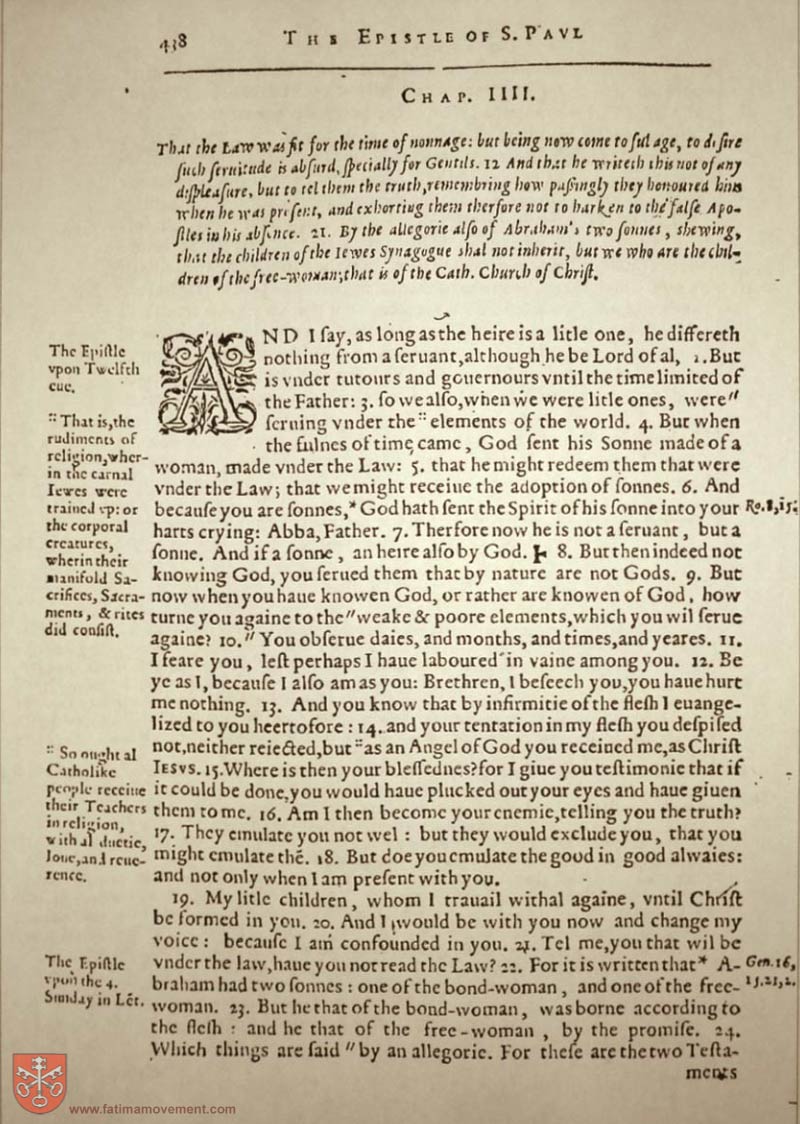 438 THE EPISTLE OF S. PAVL
CHAP. IIII.
That the Law was fit for the time of nonnage: but being now come to ful age, to desire
ſuch ſeruitude is abſurd, ſpecially for Gentils. 12 And that he writeth this not of any
diſpleaſure, but to tel them the truth, remembring how paſsingly they honoured him
when he was preſent, and exhorting them therfore not to harken to the falſe Apo-
ſtles in his abſence. 21. By the allegorie alſo of Abraham's two ſonnes, shewing,
that the children of the Iewes Synagogue shal not inherit, but we who are the chil-
dren of the free-woman; that is of the Cath. Church of Chriſt.
The Epiſtle
vpon Twelfth
eue.
" That is, the
rudiments of
religion, wher-
in the carnal
Iewes were
trained vp: or
the corporal
creatures,
wherin their
manifold Sa-
crifices, Sacra-
ments, & rites
did conſiſt.
AND I ſay, as long as the heire is a litle one, he differeth
nothing from a ſeruant, although he be Lord of al, 2. But
is vnder tutours and gouernours vntil the time limited of
the Father: 3. ſo we alſo, when we were litle ones, were"
ſeruing vnder the " elements of the world. 4. But when
the fulnes of time came, God ſent his Sonne made of a
woman, made vnder the Law: 5. that he might redeem them that were
vnder the Law; that we might receiue the adoption of ſonnes. 6. And
becauſe you are ſonnes,* God hath ſent the Spirit of his ſonne into your
harts crying: Abba, Father. 7. Therfore now he is not a ſeruant, but a
ſonne. And if a ſonne, an heire alſo by God. 8. But then indeed not
knowing God, you ſerued them that by nature are not Gods. 9. But
now when you haue knowen God, or rather are knowen of God, how
turne you againe to the "weake & poore elements, which you wil ſerue
againe? 10. " You obſerue daies, and months, and times, and yeares. 11.
I feare you, leſt perhaps I haue laboured in vaine among you. 12. Be
ye as I, becauſe I alſo am as you: Brethren, I beſeech you, you haue hurt
me nothing. 13. And you know that by infirmitie of the flesh I euange-
lized to you heertofore: 14. and your tentation in my flesh you deſpiſed
not, neither reiected, but " as an Angel of God you receiued me, as Chriſt
IESVS. 15. Where is then your bleſſednes? for I giue you teſtimonie that if
it could be done, you would haue plucked out your eyes and haue giuen
them to me. 16. Am I then become your enemie, telling you the truth?
17. They emulate you not wel: but they would exclude you, that you
might emulate thē. 18. But doe you emulate the good in good alwaies:
and not only when I am preſent with you.
19. My litle children, whom I trauail withal againe, vntil Chriſt
be formed in you. 20. And I would be with you now and change my
voice: becauſe I am confounded in you. 21. Tel me, you that wil be
vnder the law, haue you not read the Law? 22. For it is written that* A-
braham had two ſonnes: one of the bond-woman, and one of the free-
woman. 23. But he that of the bond-woman, was borne according to
the flesh: and he that of the free-woman, by the promiſe. 24.
Which things are ſaid " by an allegorie. For theſe are the two Teſta-
ments
Ro. 8, 15.
" So ought al
Catholike
people receiue
their Teachers
in religion,
with al duetie,
loue, and reue-
rence.
The Epiſtle
vpon the 4.
Sunday in Lēt.
Gen. 16,
www.fatimamovement.com